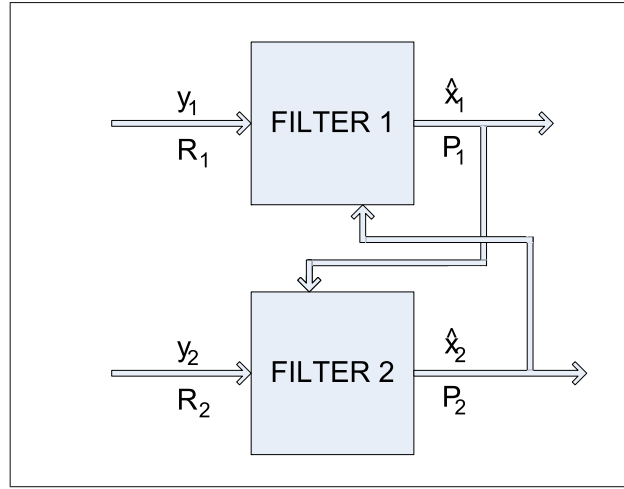 y₁
R₁
FILTER 1
x̂₁
P₁
y₂
R₂
FILTER 2
x̂₂
P₂